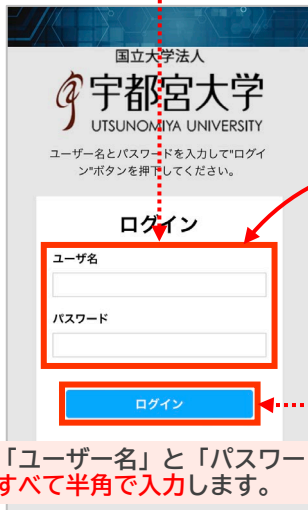 国立大学法人
宇都宮大学
UTSUNOMIYA UNIVERSITY
ユーザー名とパスワードを入力して"ログイ
ン"ボタンを押下してください。
ログイン
ユーザ名
パスワード
ログイン
「ユーザー名」と「パスワー
すべて半角で入力します。